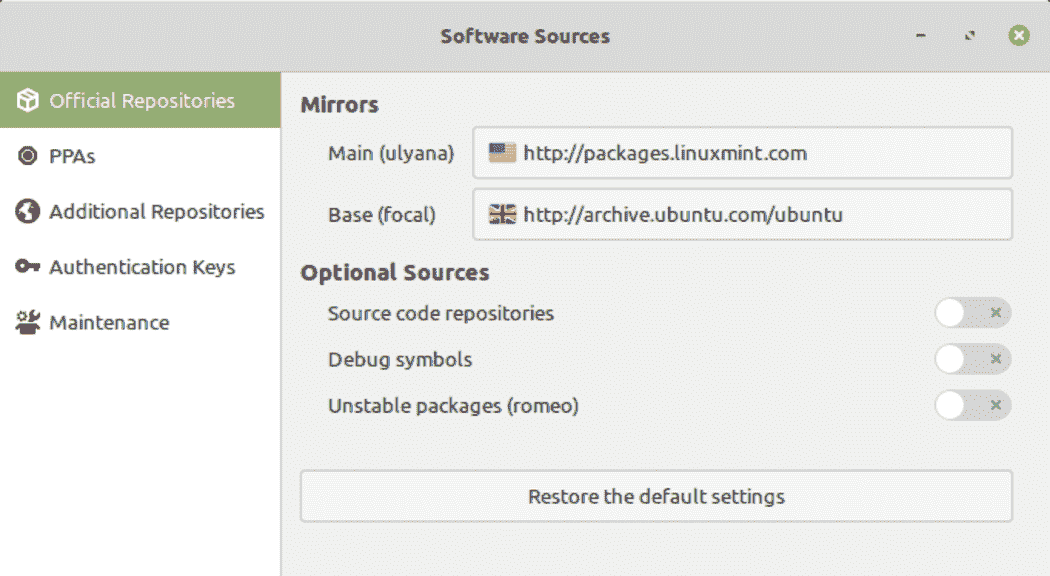 Software Sources
Official Repositories
PPAs
Additional Repositories
Authentication Keys
Maintenance
Mirrors
Main (ulyana) http://packages.linuxmint.com
Base (focal) http://archive.ubuntu.com/ubuntu
Optional Sources
Source code repositories
Debug symbols
Unstable packages (romeo)
Restore the default settings